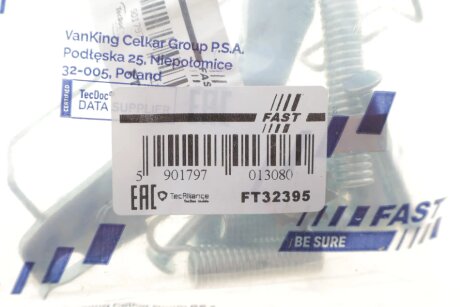 VanKing Celkar Group P.S.A.
Podłęska 25, Niepołomice
32-005, Poland
CERTIFIED
TecDoc
DATA SUPPLIER
EAC
FAST
5 901797 013080
EAC TecAlliance FT32395
FAST
BE SURE